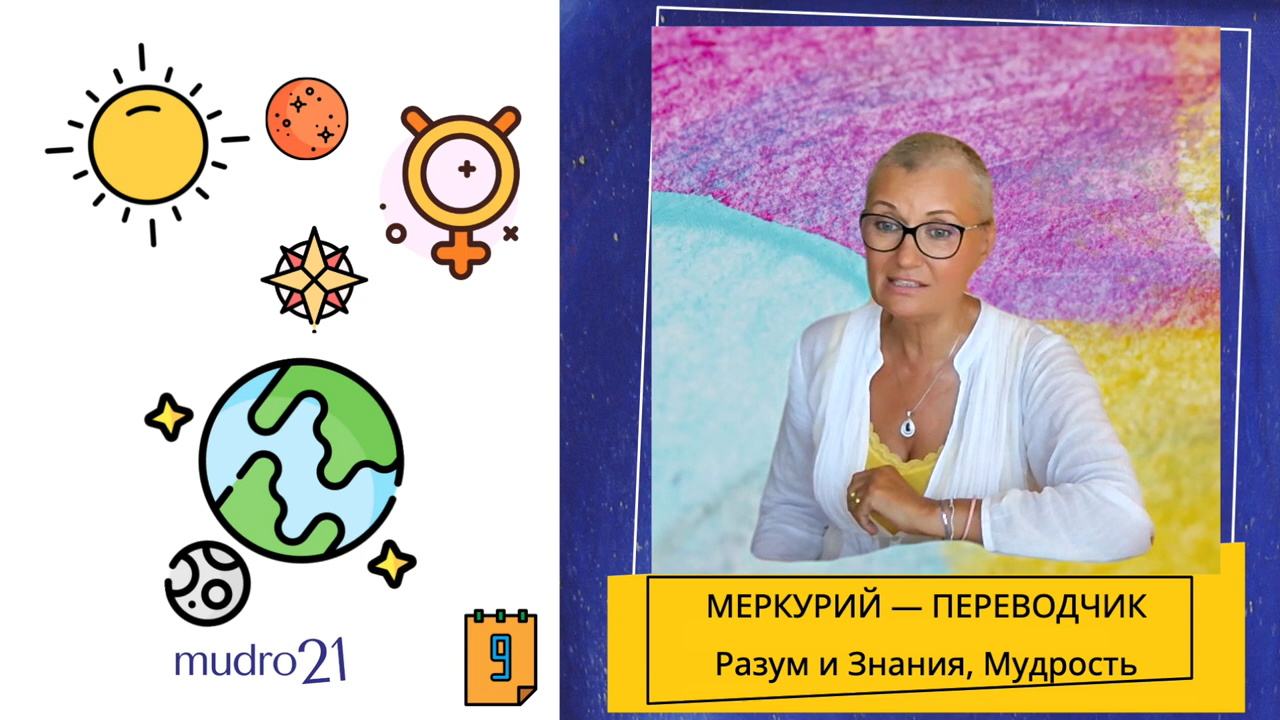 mudro21
9
МЕРКУРИЙ — ПЕРЕВОДЧИК
Разум и Знания, Мудрость